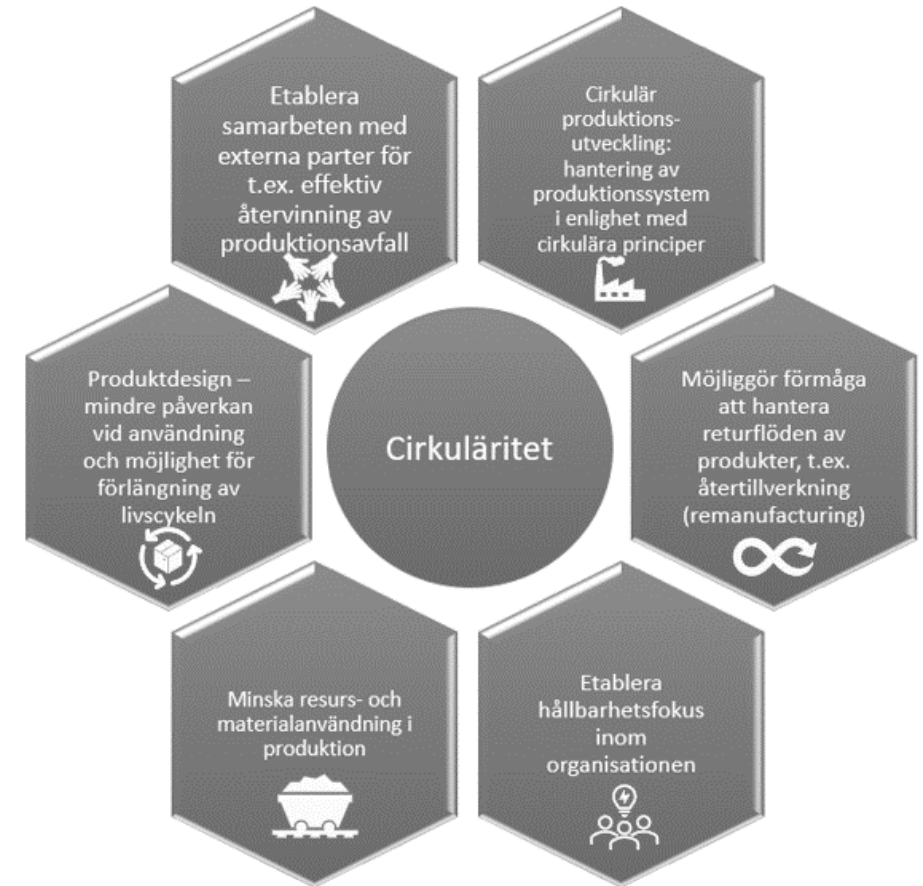 Etablera
samarbeten med
externa parter för
t.ex. effektiv
återvinning av
produktionsavfall
Cirkulär
produktions-
utveckling:
hantering av
produktionssystem
i enlighet med
cirkulära principer
Produktdesign –
mindre påverkan
vid användning
och möjlighet för
förlängning av
livscykeln
Cirkuläritet
Möjliggör förmåga
att hantera
returflöden av
produkter, t.ex.
återtillverkning
(remanufacturing)
Minska resurs- och
materialanvändning i
produktion
Etablera
hållbarhetsfokus
inom
organisationen